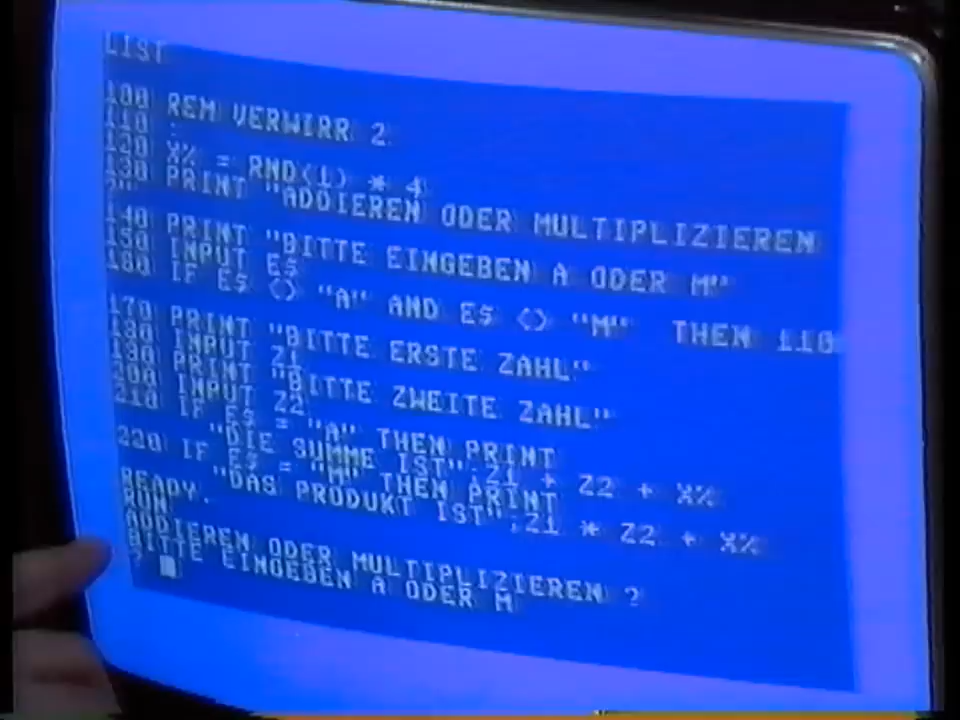 LIST
100 REM VERWIRR 2
110 :
120 X% = RND(1) * 4
130 PRINT "ADDIEREN ODER MULTIPLIZIEREN
?"
140 PRINT "BITTE EINGEBEN A ODER M"
150 INPUT E$
160 IF E$ <> "A" AND E$ <> "M"  THEN 110
170 PRINT "BITTE ERSTE ZAHL"
180 INPUT Z1
190 PRINT "BITTE ZWEITE ZAHL"
200 INPUT Z2
210 IF E$ = "A" THEN PRINT
"DIE SUMME IST";Z1 + Z2 + X%
220 IF E$ = "M" THEN PRINT
"DAS PRODUKT IST";Z1 * Z2 + X%
READY.
RUN
ADDIEREN ODER MULTIPLIZIEREN ?
BITTE EINGEBEN A ODER M
?